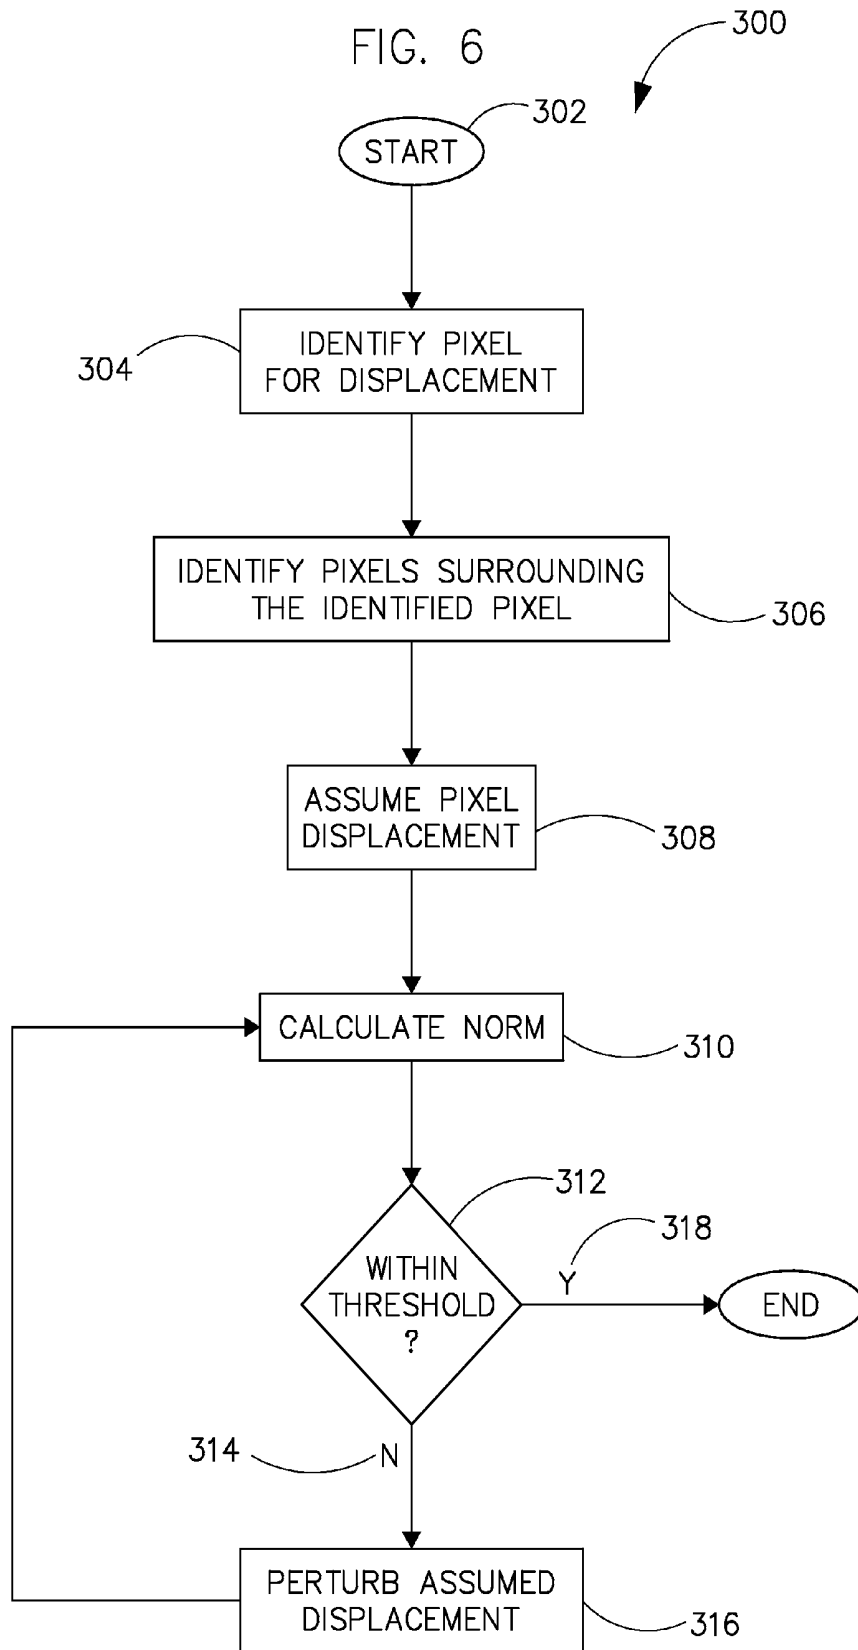 FIG. 6
300
302
START
304
IDENTIFY PIXEL
FOR DISPLACEMENT
IDENTIFY PIXELS SURROUNDING
THE IDENTIFIED PIXEL
306
ASSUME PIXEL
DISPLACEMENT
308
CALCULATE NORM
310
312
WITHIN
THRESHOLD
?
318
Y
END
314
N
PERTURB ASSUMED
DISPLACEMENT
316